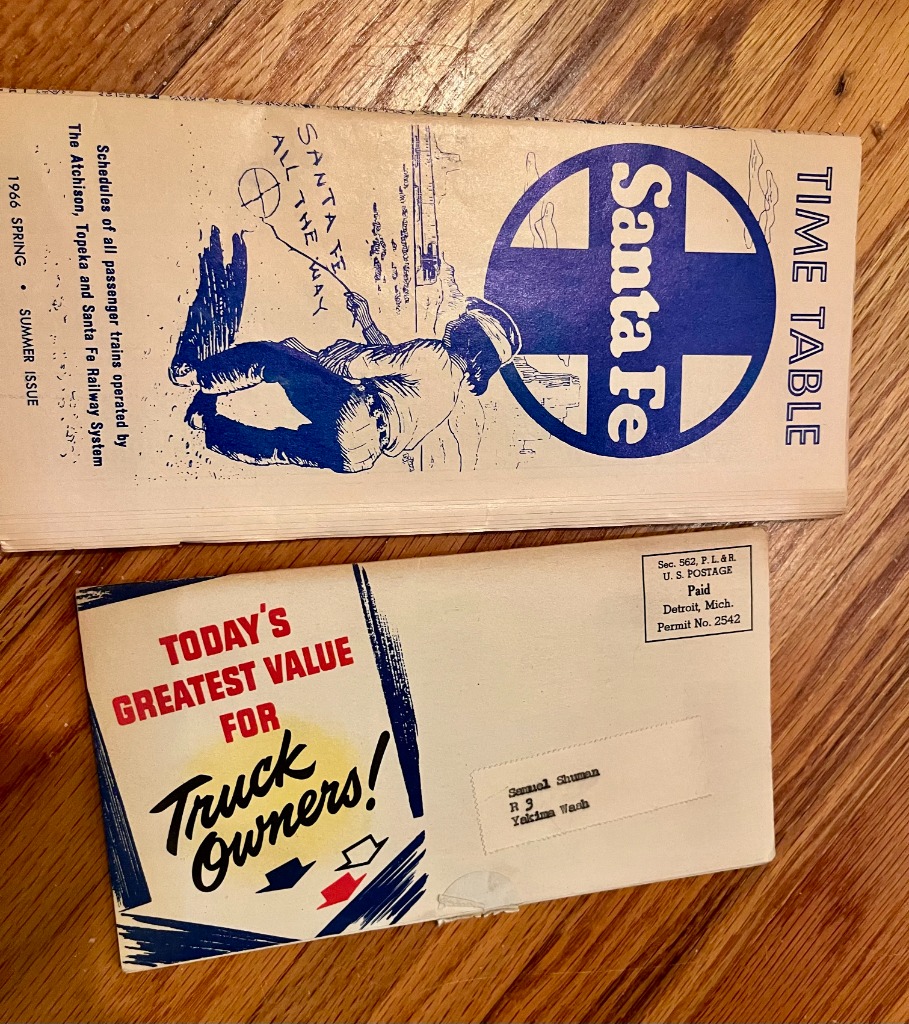 TIME TABLE
Santa Fe
SANTA FE
ALL THE WAY
Schedules of all passenger trains operated by
The Atchison, Topeka and Santa Fe Railway System
1966 SPRING • SUMMER ISSUE
TODAY'S
GREATEST VALUE
FOR
Truck
Owners!
Sec. 562, P. L. & R.
U. S. POSTAGE
Paid
Detroit, Mich.
Permit No. 2542
Samuel Shuman
R 3
Yakima Wash